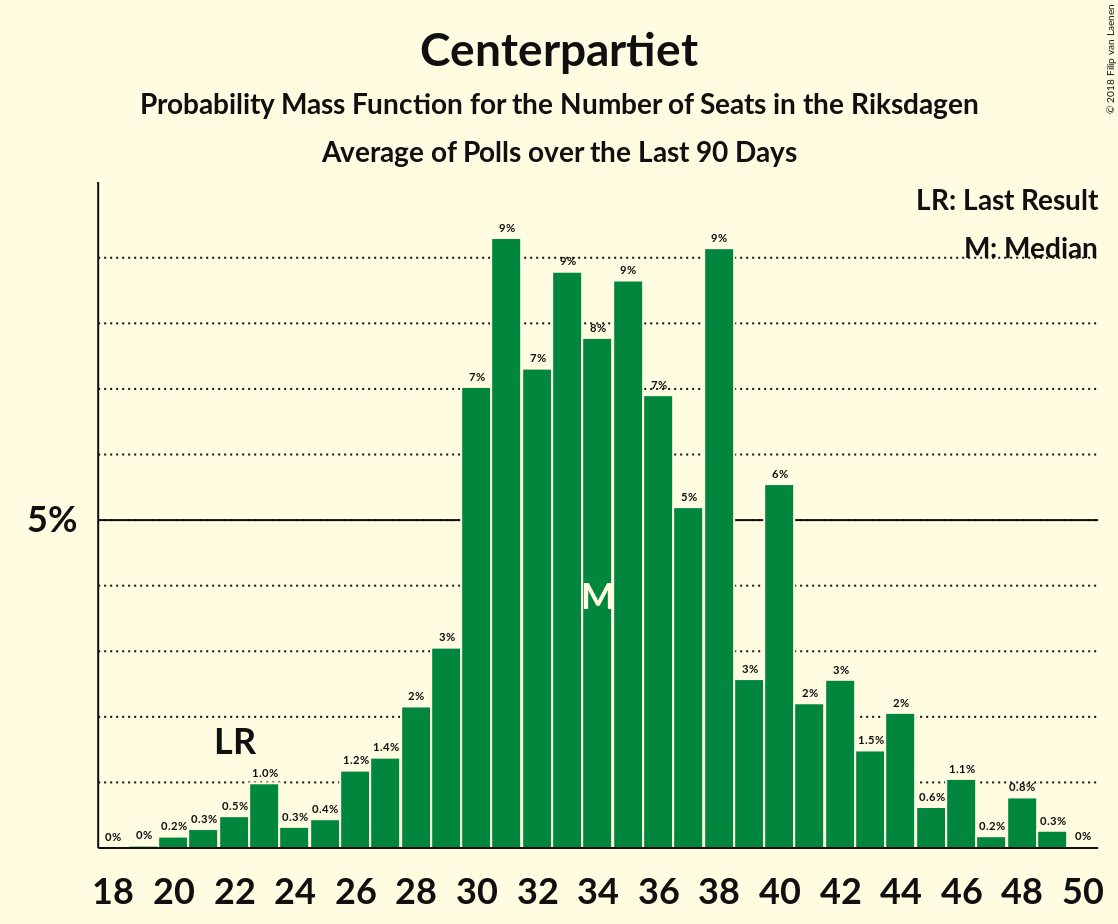 Centerpartiet
Probability Mass Function for the Number of Seats in the Riksdagen
Average of Polls over the Last 90 Days
© 2018 Filip van Laenen
LR: Last Result
M: Median
5%
0% 0% 0.2% 0.3% 0.5% 1.0% 0.3% 0.4% 1.2% 1.4% 2% 3% 7% 9% 7% 9% 8% 9% 7% 5% 9% 3% 6% 2% 3% 1.5% 2% 0.6% 1.1% 0.2% 0.8% 0.3% 0%
LR
M
18 20 22 24 26 28 30 32 34 36 38 40 42 44 46 48 50